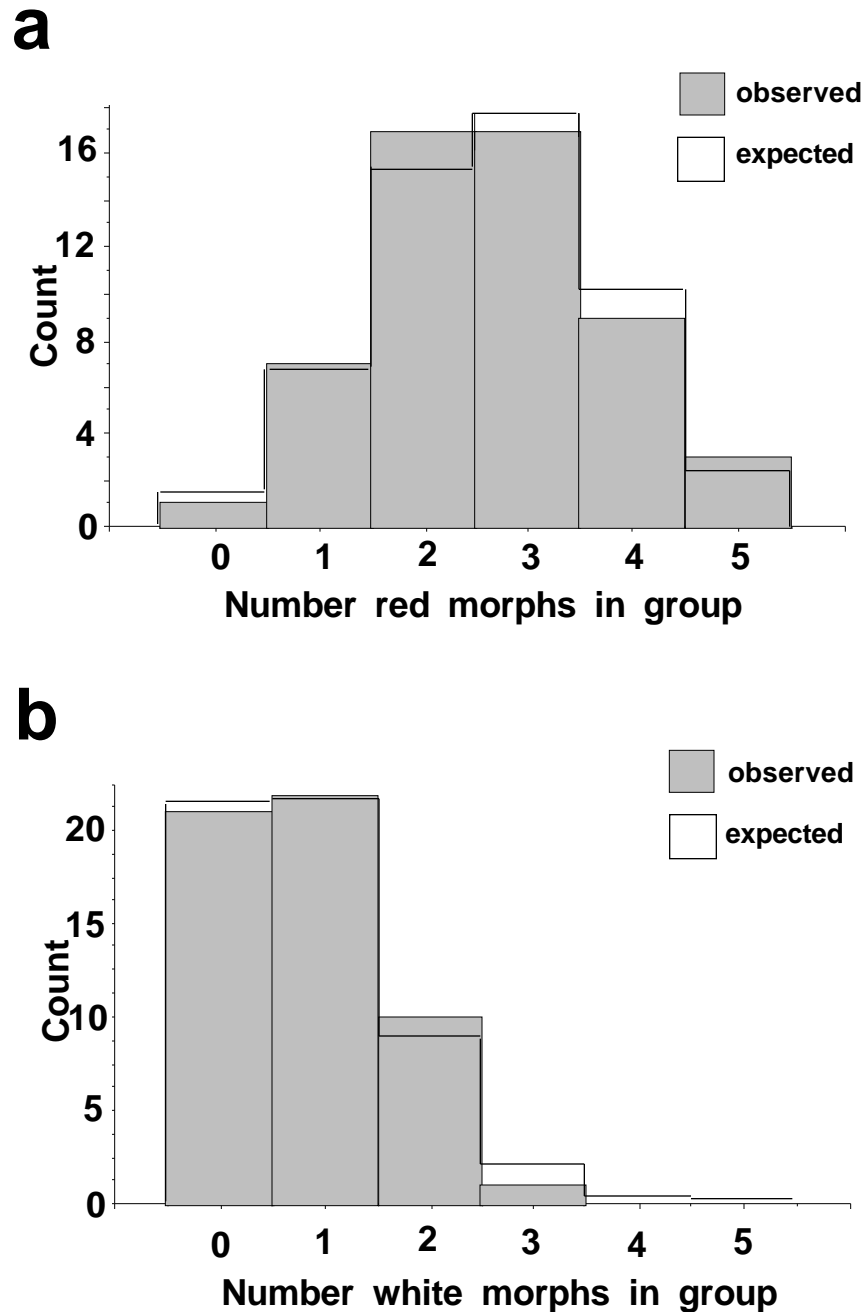 a
observed
expected
16
12
8
4
0
Count
0 1 2 3 4 5
Number red morphs in group
b
observed
expected
20
15
10
5
0
Count
0 1 2 3 4 5
Number white morphs in group